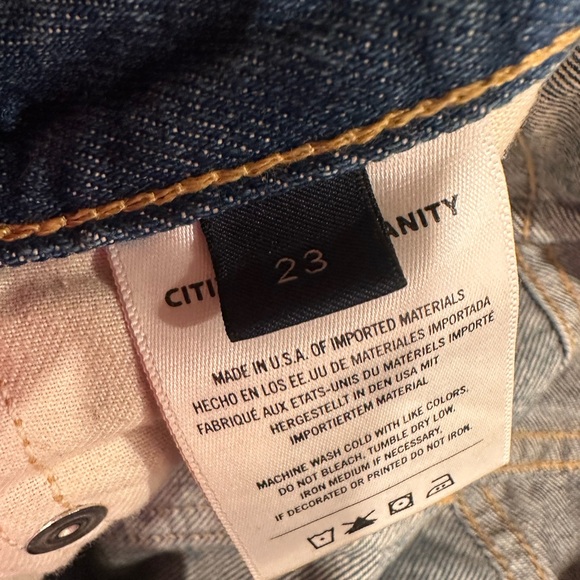 23
CITI ANITY
MADE IN U.S.A. OF IMPORTED MATERIALS
HECHO EN LOS EE.UU DE MATERIALES IMPORTADA
FABRIQUE AUX ETATS-UNIS DU MATÉRIELS IMPORTÉ
HERGESTELLT IN DEN USA MIT
IMPORTIERTEM MATERIAL
MACHINE WASH COLD WITH LIKE COLORS,
DO NOT BLEACH, TUMBLE DRY LOW.
IRON MEDIUM IF NECESSARY.
IF DECORATED OR PRINTED DO NOT IRON.